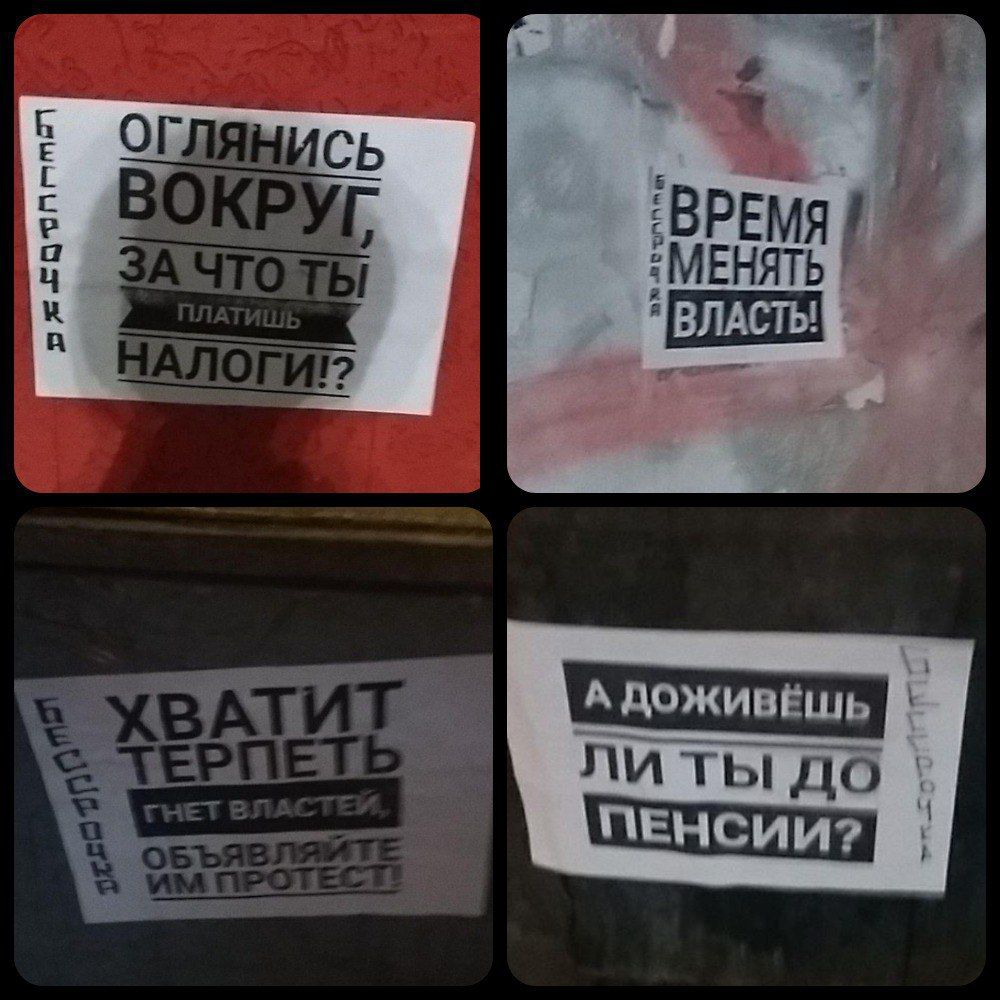 БЕССРОЧКА
ОГЛЯНИСЬ
ВОКРУГ,
ЗА ЧТО ТЫ
ПЛАТИШЬ
НАЛОГИ!?
БЕССРОЧКА
ВРЕМЯ
МЕНЯТЬ
ВЛАСТЬ!
БЕССРОЧКА
ХВАТИТ
ТЕРПЕТЬ
ГНЕТ ВЛАСТЕЙ,
ОБЪЯВЛЯЙТЕ
ИМ ПРОТЕСТ!
А ДОЖИВЁШЬ
ЛИ ТЫ ДО
ПЕНСИИ?